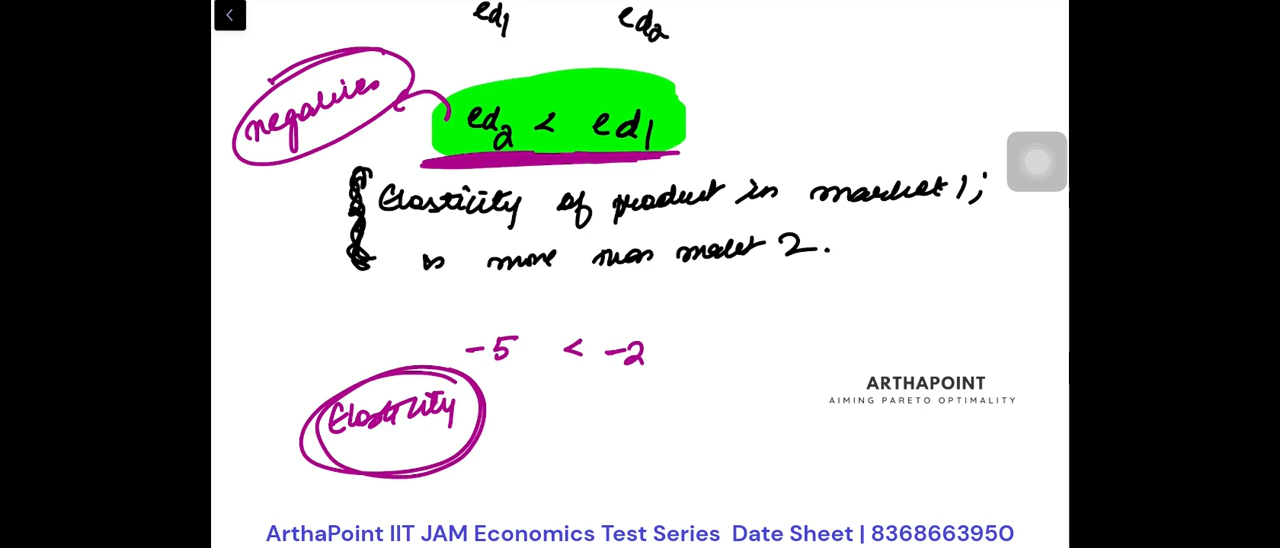 ed1 ed2
negatives
ed2 < ed1
Elasticity of product in market 1;
is more than market 2.
-5 < -2
Elasticity
ARTHAPOINT
AIMING PARETO OPTIMALITY
ArthaPoint IIT JAM Economics Test Series Date Sheet | 8368663950